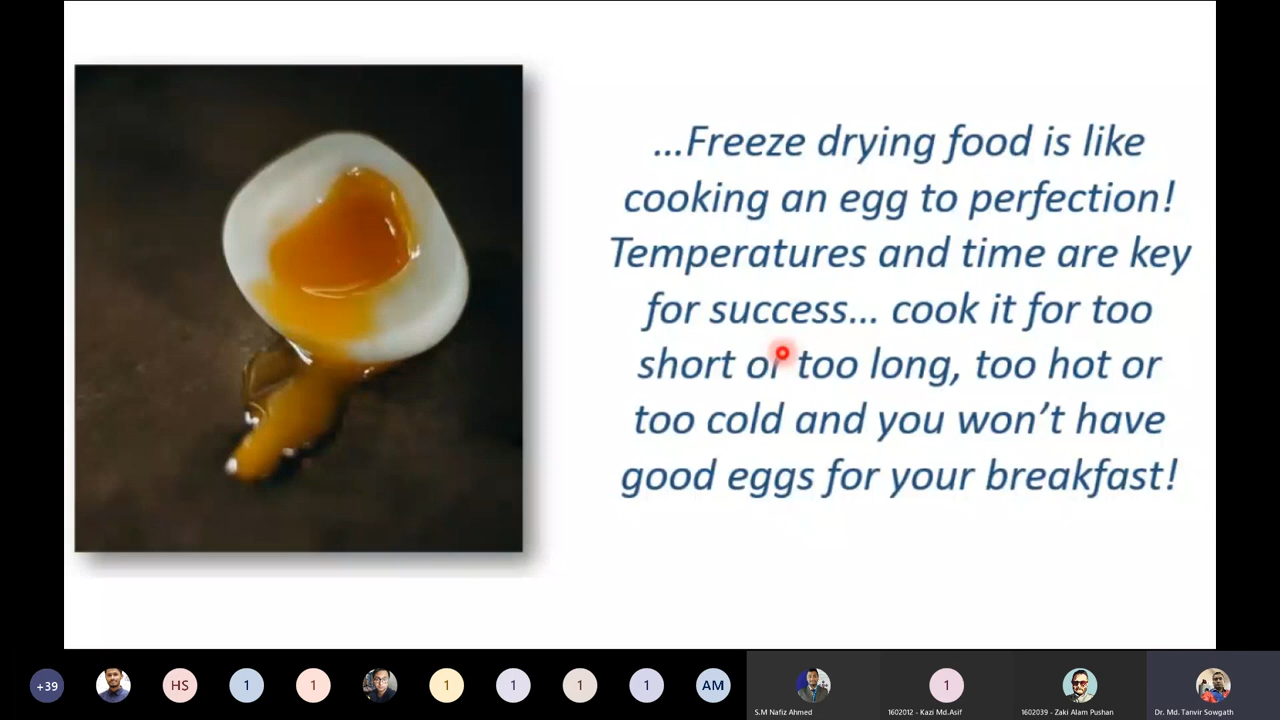 ...Freeze drying food is like
cooking an egg to perfection!
Temperatures and time are key
for success... cook it for too
short or too long, too hot or
too cold and you won't have
good eggs for your breakfast!
+39
HS
1
1
1
1
1
1
AM
S.M Nafiz Ahmed
1
1602012 - Kazi Md.Asif
1602039 - Zaki Alam Pushan
Dr. Md. Tanvir Sowgath